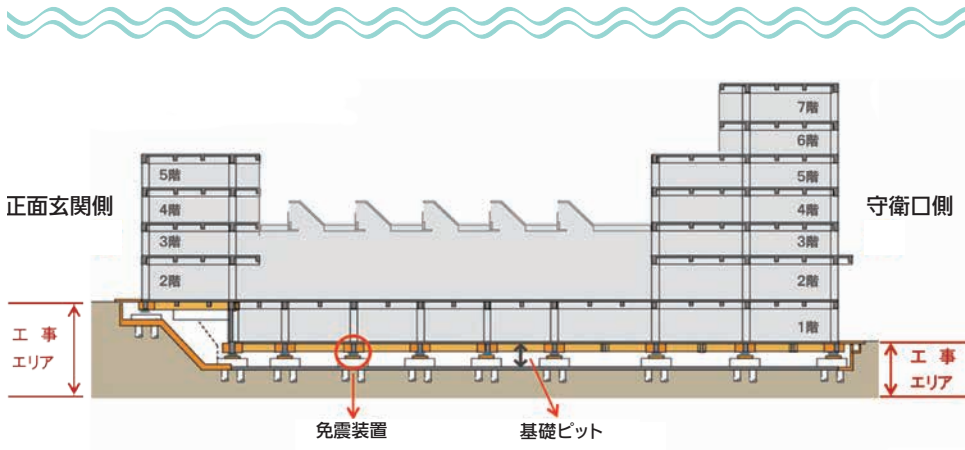 7階
6階
5階
5階
正面玄関側
4階
4階
守衛口側
3階
3階
2階
2階
工事
エリア
1階
工事
エリア
免震装置
基礎ピット